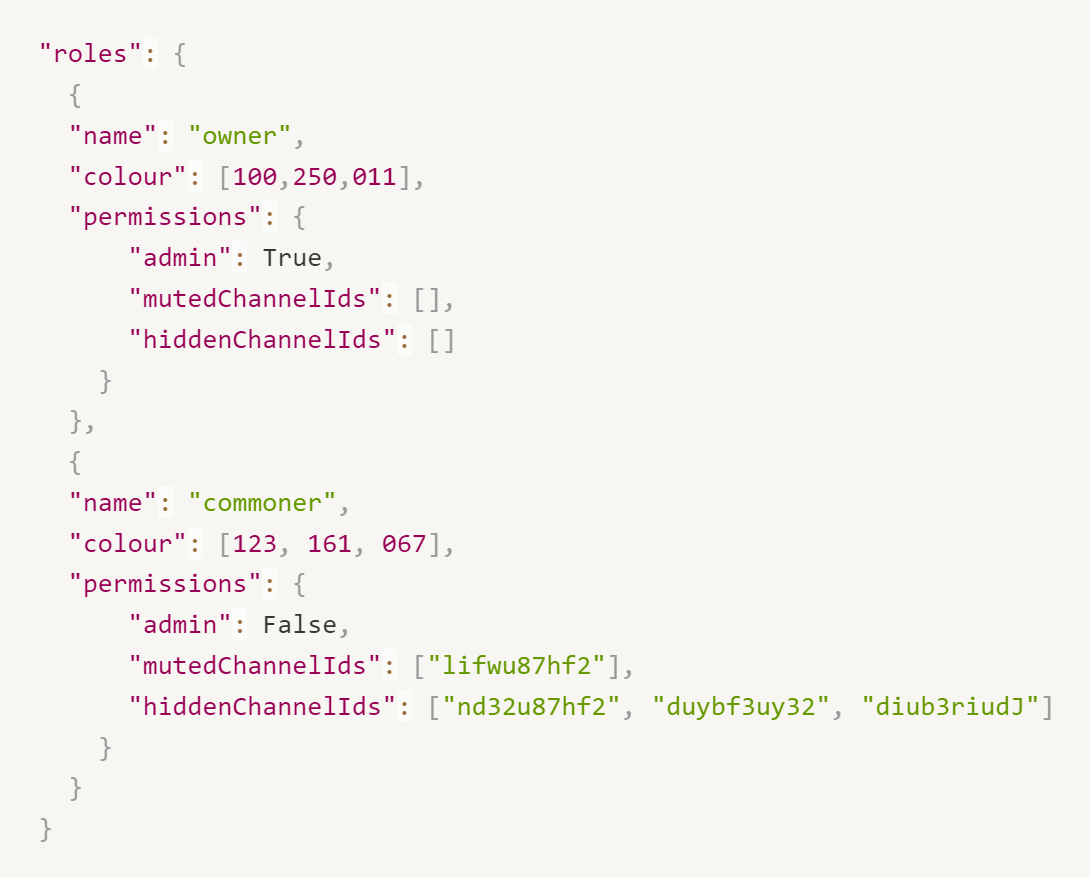 "roles": {
  {
  "name": "owner",
  "colour": [100,250,011],
  "permissions": {
      "admin": True,
      "mutedChannelIds": [],
      "hiddenChannelIds": []
    }
  },
  {
  "name": "commoner",
  "colour": [123, 161, 067],
  "permissions": {
      "admin": False,
      "mutedChannelIds": ["lifwu87hf2"],
      "hiddenChannelIds": ["nd32u87hf2", "duybf3uy32", "diub3riudJ"]
    }
  }
}